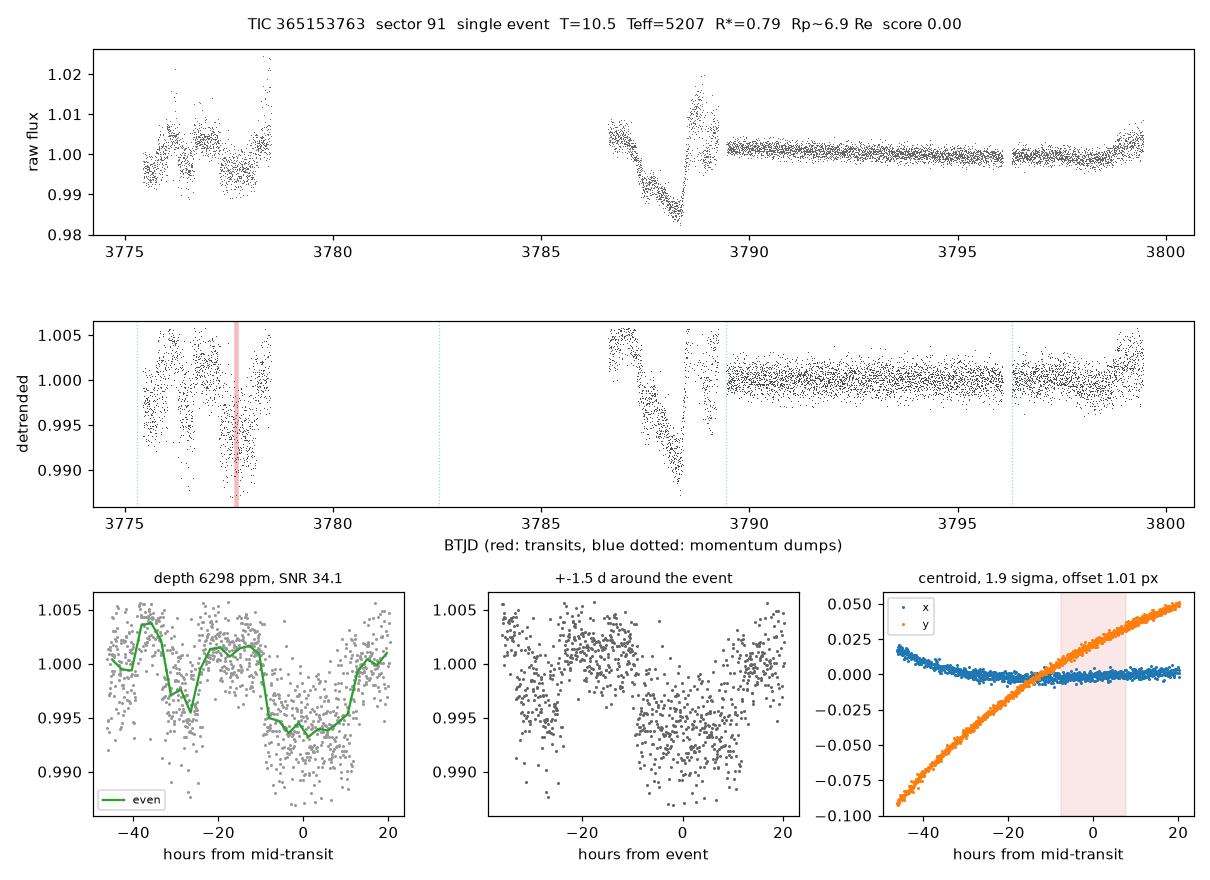 TIC 365153763  sector 91  single event  T=10.5  Teff=5207  R*=0.79  Rp~6.9 Re  score 0.00
raw flux
1.02
1.01
1.00
0.99
0.98
3775 3780 3785 3790 3795 3800
detrended
1.005
1.000
0.995
0.990
3775 3780 3785 3790 3795 3800
BTJD (red: transits, blue dotted: momentum dumps)
depth 6298 ppm, SNR 34.1
1.005
1.000
0.995
0.990
even
−40 −20 0 20
hours from mid-transit
+-1.5 d around the event
1.005
1.000
0.995
0.990
−20 0 20
hours from event
centroid, 1.9 sigma, offset 1.01 px
x
y
0.050
0.025
0.000
−0.025
−0.050
−0.075
−0.100
−40 −20 0 20
hours from mid-transit